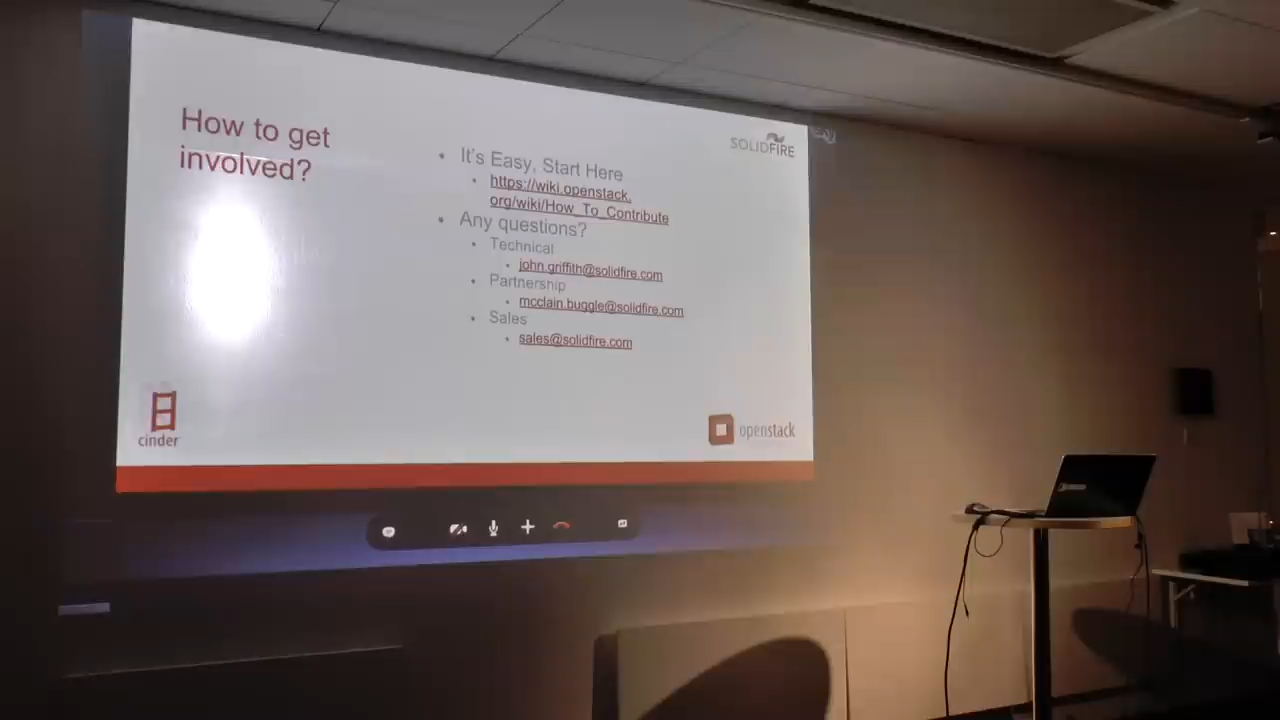 How to get
involved?
SOLIDFIRE
• It's Easy, Start Here
• https://wiki.openstack.
org/wiki/How_To_Contribute
• Any questions?
• Technical
• john.griffith@solidfire.com
• Partnership
• mcclain.buggle@solidfire.com
• Sales
• sales@solidfire.com
cinder
openstack